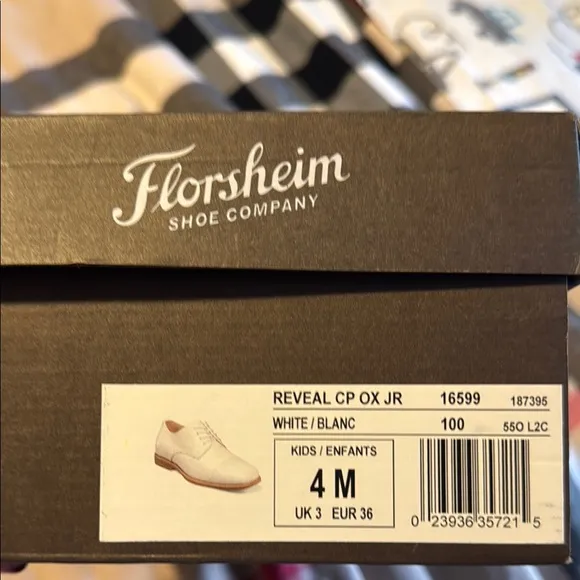 Florsheim
SHOE COMPANY
REVEAL CP OX JR 16599 187395
WHITE / BLANC 100 55O L2C
KIDS / ENFANTS
4 M
UK 3 EUR 36
0 23936 35721 5